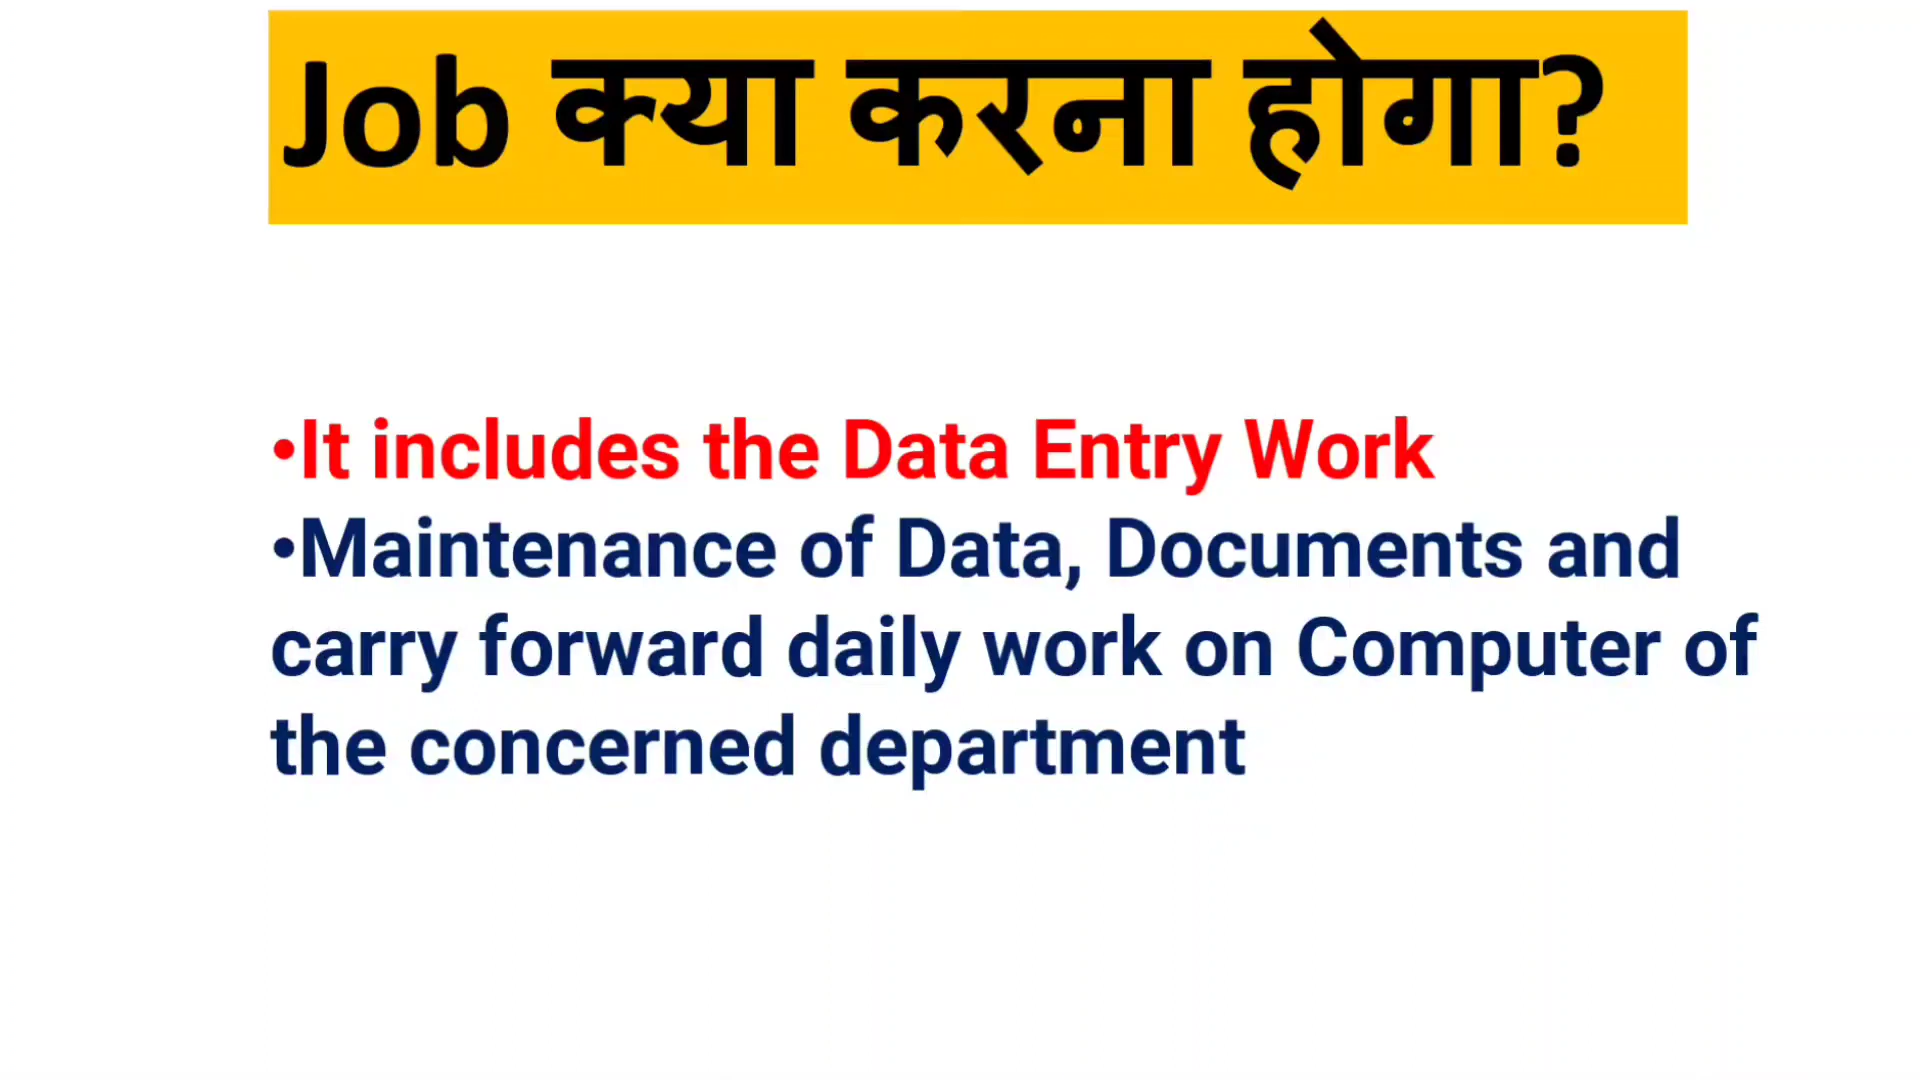 Job क्या करना होगा?
•It includes the Data Entry Work
•Maintenance of Data, Documents and
carry forward daily work on Computer of
the concerned department